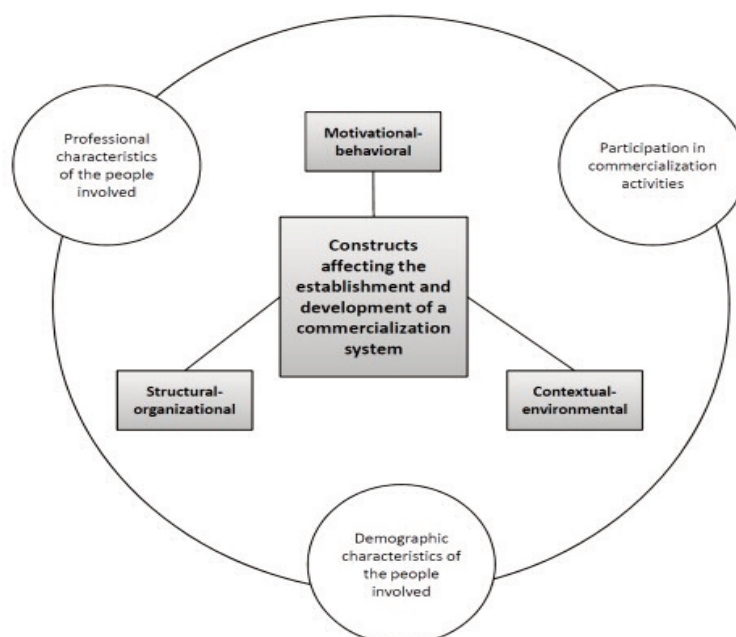 Professional
characteristics
of the people
involved
Motivational-
behavioral
Participation in
commercialization
activities
Constructs
affecting the
establishment and
development of a
commercialization
system
Structural-
organizational
Contextual-
environmental
Demographic
characteristics of
the people
involved